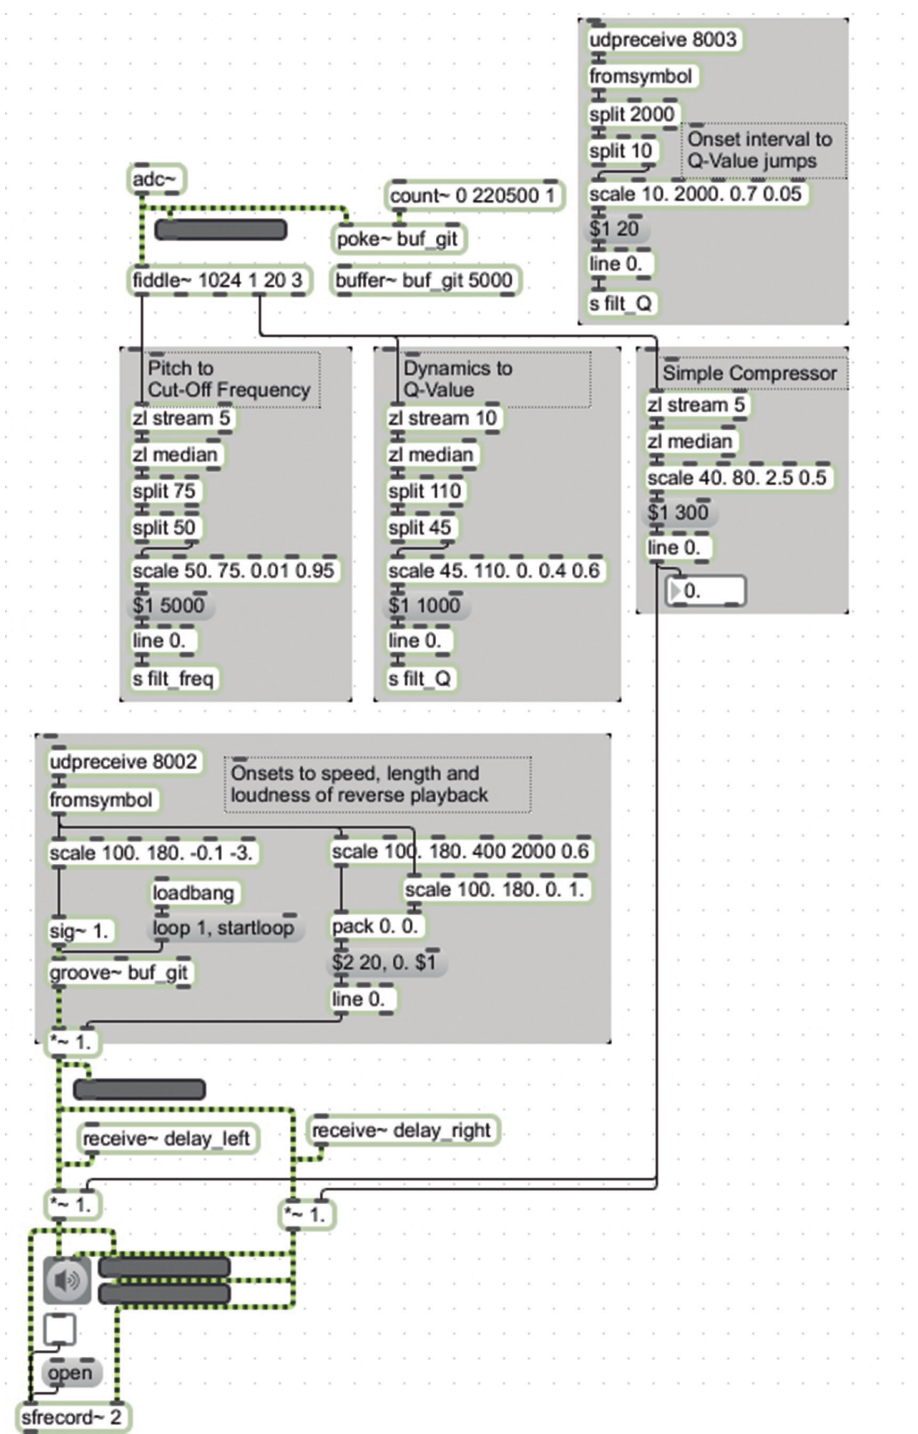 udpreceive 8003
fromsymbol
split 2000
Onset interval to
Q-Value jumps
split 10
scale 10. 2000. 0.7 0.05
$1 20
line 0.
s filt_Q
adc~
count~ 0 220500 1
poke~ buf_git
fiddle~ 1024 1 20 3
buffer~ buf_git 5000
Pitch to
Cut-Off Frequency
zl stream 5
zl median
split 75
split 50
scale 50. 75. 0.01 0.95
$1 5000
line 0.
s filt_freq
Dynamics to
Q-Value
zl stream 10
zl median
split 110
split 45
scale 45. 110. 0. 0.4 0.6
$1 1000
line 0.
s filt_Q
Simple Compressor
zl stream 5
zl median
scale 40. 80. 2.5 0.5
$1 300
line 0.
0.
udpreceive 8002
Onsets to speed, length and
loudness of reverse playback
fromsymbol
scale 100. 180. -0.1 -3.
scale 100. 180. 400 2000 0.6
loadbang
scale 100. 180. 0. 1.
sig~ 1.
loop 1, startloop
pack 0. 0.
groove~ buf_git
$2 20, 0. $1
line 0.
*~ 1.
receive~ delay_left
receive~ delay_right
*~ 1.
*~ 1.
open
sfrecord~ 2